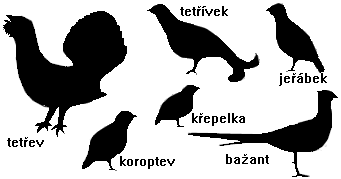 tetřívek
jeřábek
křepelka
tetřev
koroptev
bažant